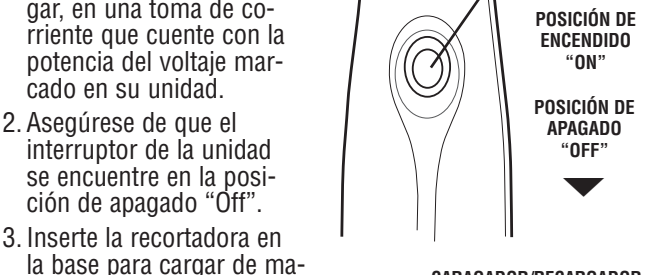 gar, en una toma de co-
rriente que cuente con la
potencia del voltaje mar-
cado en su unidad.
2. Asegúrese de que el
interruptor de la unidad
se encuentre en la posi-
ción de apagado “Off”.
3. Inserte la recortadora en
la base para cargar de ma-
POSICIÓN DE
ENCENDIDO
“ON”
POSICIÓN DE
APAGADO
“OFF”